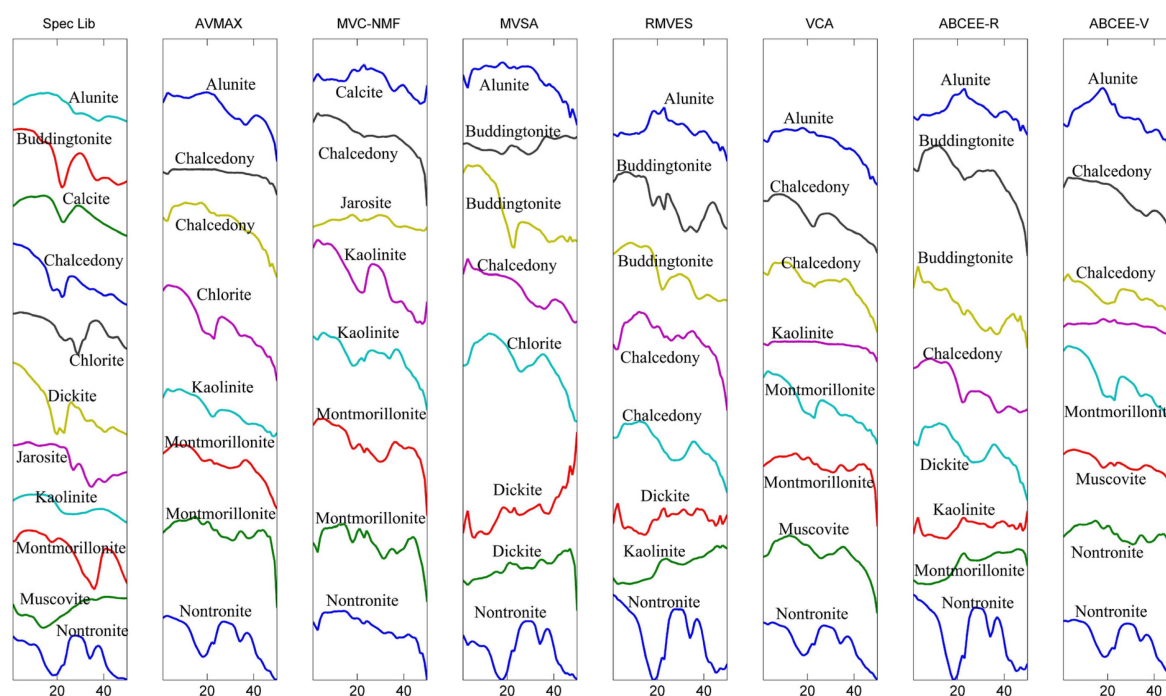 Spec Lib
Alunite
Buddingtonite
Calcite
Chalcedony
Chlorite
Dickite
Jarosite
Kaolinite
Montmorillonite
Muscovite
Nontronite
20 40
AVMAX
Alunite
Chalcedony
Chalcedony
Chlorite
Kaolinite
Montmorillonite
Montmorillonite
Nontronite
20 40
MVC-NMF
Calcite
Chalcedony
Jarosite
Kaolinite
Kaolinite
Montmorillonite
Montmorillonite
Nontronite
20 40
MVSA
Alunite
Buddingtonite
Buddingtonite
Chalcedony
Chlorite
Dickite
Dickite
Nontronite
20 40
RMVES
Alunite
Buddingtonite
Buddingtonite
Chalcedony
Chalcedony
Dickite
Kaolinite
Nontronite
20 40
VCA
Alunite
Chalcedony
Chalcedony
Kaolinite
Montmorillonite
Montmorillonite
Muscovite
Nontronite
20 40
ABCEE-R
Alunite
Buddingtonite
Buddingtonite
Chalcedony
Dickite
Kaolinite
Montmorillonite
Nontronite
20 40
ABCEE-V
Alunite
Chalcedony
Chalcedony
Montmorillonite
Muscovite
Nontronite
Nontronite
20 40